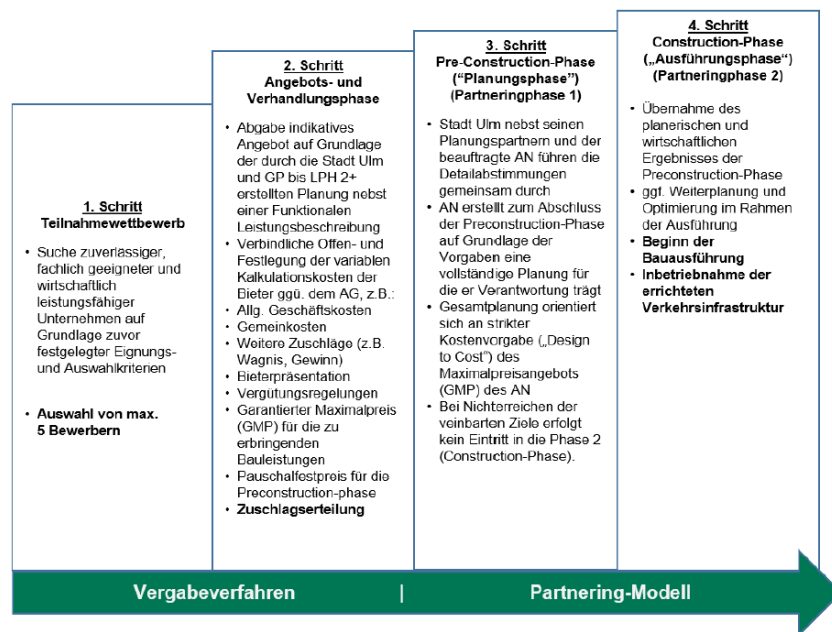 1. Schritt
Teilnahmewettbewerb
• Suche zuverlässiger,
fachlich geeigneter und
wirtschaftlich
leistungsfähiger
Unternehmen auf
Grundlage zuvor
festgelegter Eignungs-
und Auswahlkriterien
• Auswahl von max.
5 Bewerbern
2. Schritt
Angebots- und
Verhandlungsphase
• Abgabe indikatives
Angebot auf Grundlage
der durch die Stadt Ulm
und GP bis LPH 2+
erstellten Planung nebst
einer Funktionalen
Leistungsbeschreibung
• Verbindliche Offen- und
Festlegung der variablen
Kalkulationskosten der
Bieter ggü. dem AG, z.B.:
• Allg. Geschäftskosten
• Gemeinkosten
• Weitere Zuschläge (z.B.
Wagnis, Gewinn)
• Bieterpräsentation
• Vergütungsregelungen
• Garantierter Maximalpreis
(GMP) für die zu
erbringenden
Bauleistungen
• Pauschalfestpreis für die
Preconstruction-phase
• Zuschlagserteilung
3. Schritt
Pre-Construction-Phase
("Planungsphase")
(Partneringphase 1)
• Stadt Ulm nebst seinen
Planungspartnern und der
beauftragte AN führen die
Detailabstimmungen
gemeinsam durch
• AN erstellt zum Abschluss
der Preconstruction-Phase
auf Grundlage der
Vorgaben eine
vollständige Planung für
die er Verantwortung trägt
• Gesamtplanung orientiert
sich an strikter
Kostenvorgabe („Design
to Cost") des
Maximalpreisangebots
(GMP) des AN
• Bei Nichterreichen der
veinbarten Ziele erfolgt
kein Eintritt in die Phase 2
(Construction-Phase).
4. Schritt
Construction-Phase
(„Ausführungsphase")
(Partneringphase 2)
• Übernahme des
planerischen und
wirtschaftlichen
Ergebnisses der
Preconstruction-Phase
• ggf. Weiterplanung und
Optimierung im Rahmen
der Ausführung
• Beginn der
Bauausführung
• Inbetriebnahme der
errichteten
Verkehrsinfrastruktur
Vergabeverfahren | Partnering-Modell